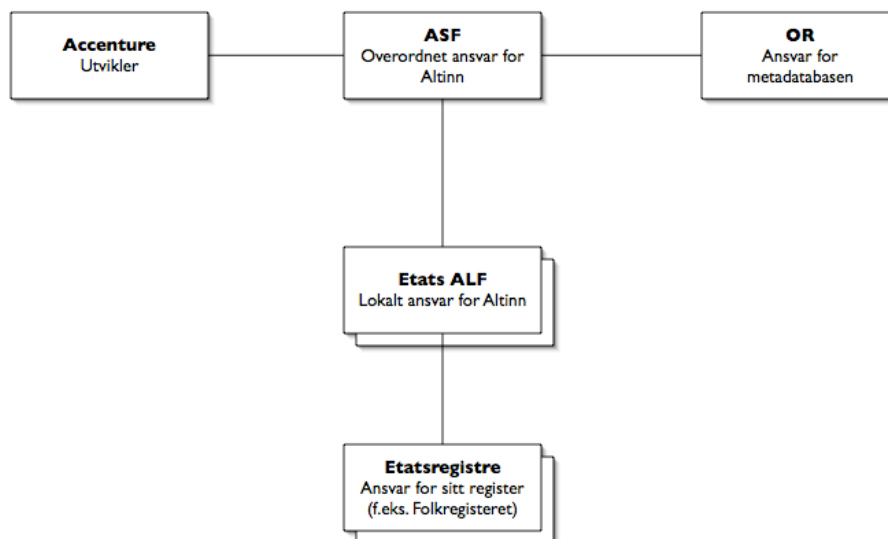 Accenture
Utvikler
ASF
Overordnet ansvar for
Altinn
OR
Ansvar for
metadatabasen
Etats ALF
Lokalt ansvar for Altinn
Etatsregistre
Ansvar for sitt register
(f.eks. Folkregisteret)